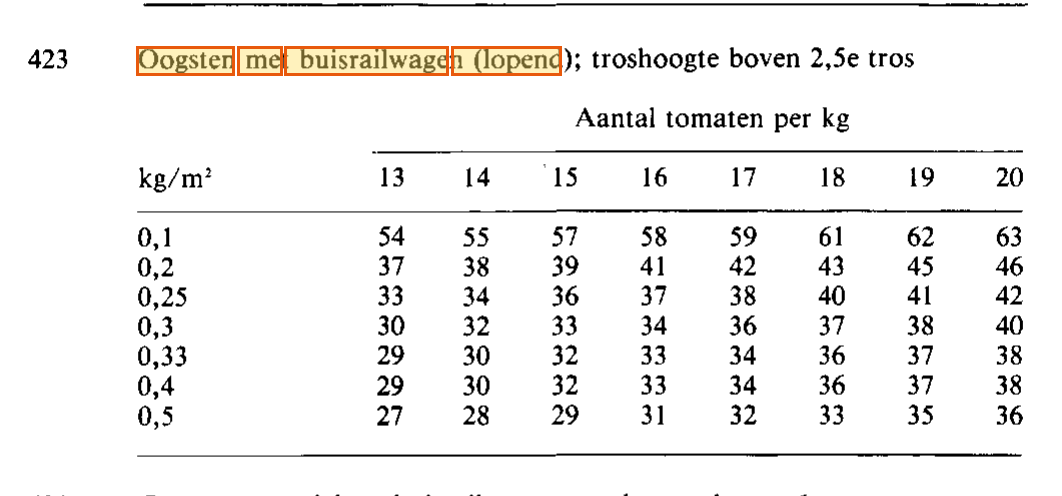 423 Oogsten met buisrailwagen (lopend); troshoogte boven 2,5e tros
Aantal tomaten per kg
kg/m² 13 14 15 16 17 18 19 20
0,1 54 55 57 58 59 61 62 63
0,2 37 38 39 41 42 43 45 46
0,25 33 34 36 37 38 40 41 42
0,3 30 32 33 34 36 37 38 40
0,33 29 30 32 33 34 36 37 38
0,4 29 30 32 33 34 36 37 38
0,5 27 28 29 31 32 33 35 36